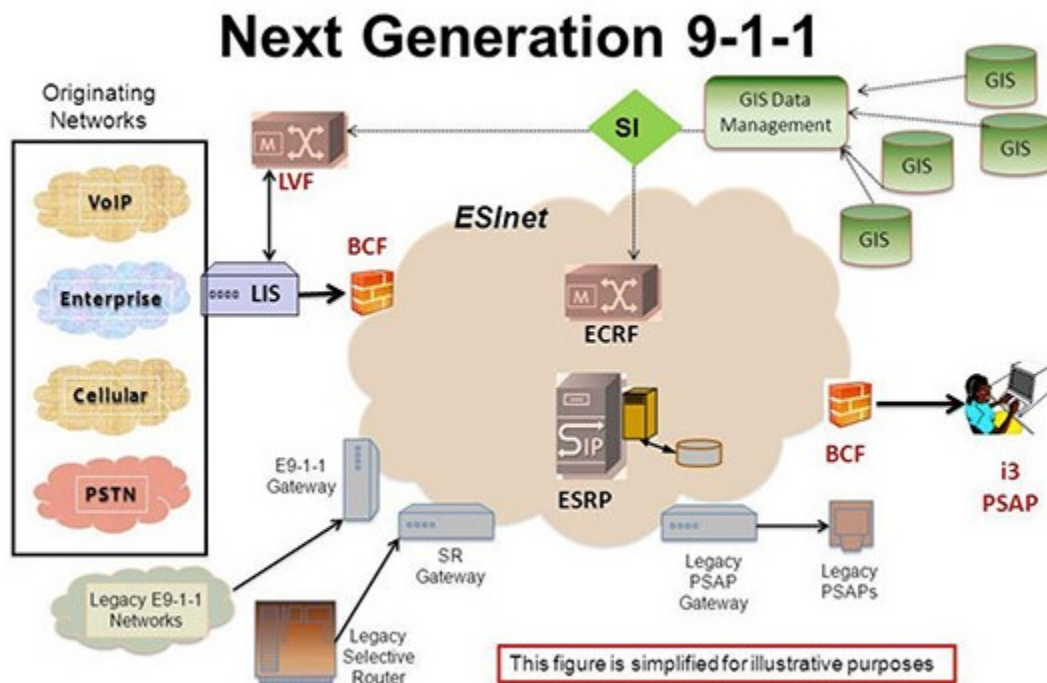 Next Generation 9-1-1
Originating
Networks
VoIP
Enterprise
Cellular
PSTN
M
LVF
SI
GIS Data
Management
GIS
GIS
GIS
GIS
ESInet
BCF
LIS
M
ECRF
SIP
ESRP
BCF
i3
PSAP
E9-1-1
Gateway
SR
Gateway
Legacy
PSAP
Gateway
Legacy
PSAPs
Legacy E9-1-1
Networks
Legacy
Selective
Router
This figure is simplified for illustrative purposes